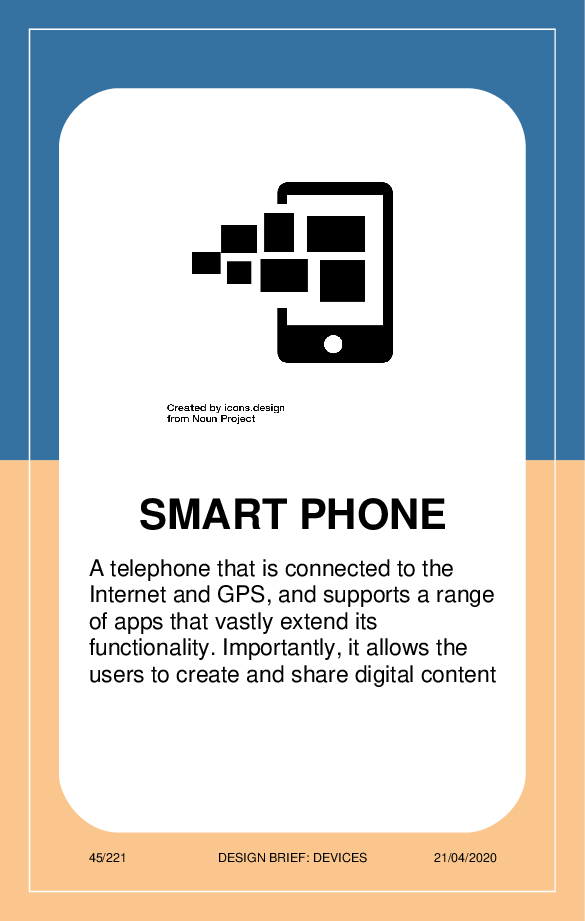 Created by icons.design
from Noun Project
SMART PHONE
A telephone that is connected to the
Internet and GPS, and supports a range
of apps that vastly extend its
functionality. Importantly, it allows the
users to create and share digital content
45/221 DESIGN BRIEF: DEVICES 21/04/2020